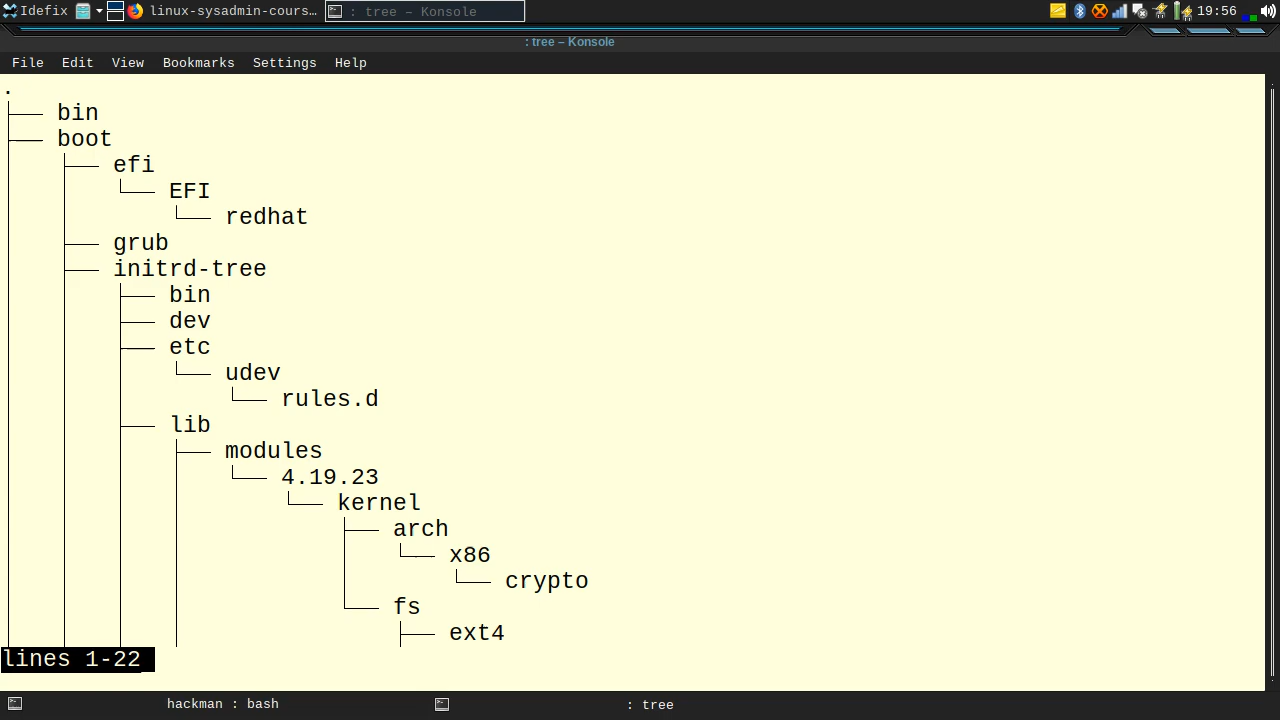 Idefix linux-sysadmin-cours… : tree – Konsole 19:56
: tree – Konsole
File Edit View Bookmarks Settings Help
.
├── bin
├── boot
│   ├── efi
│   │   └── EFI
│   │       └── redhat
│   ├── grub
│   ├── initrd-tree
│   │   ├── bin
│   │   ├── dev
│   │   ├── etc
│   │   │   └── udev
│   │   │       └── rules.d
│   │   ├── lib
│   │   │   ├── modules
│   │   │   │   └── 4.19.23
│   │   │   │       └── kernel
│   │   │   │           ├── arch
│   │   │   │           │   └── x86
│   │   │   │           │       └── crypto
│   │   │   │           └── fs
│   │   │   │               ├── ext4
lines 1-22
hackman : bash : tree